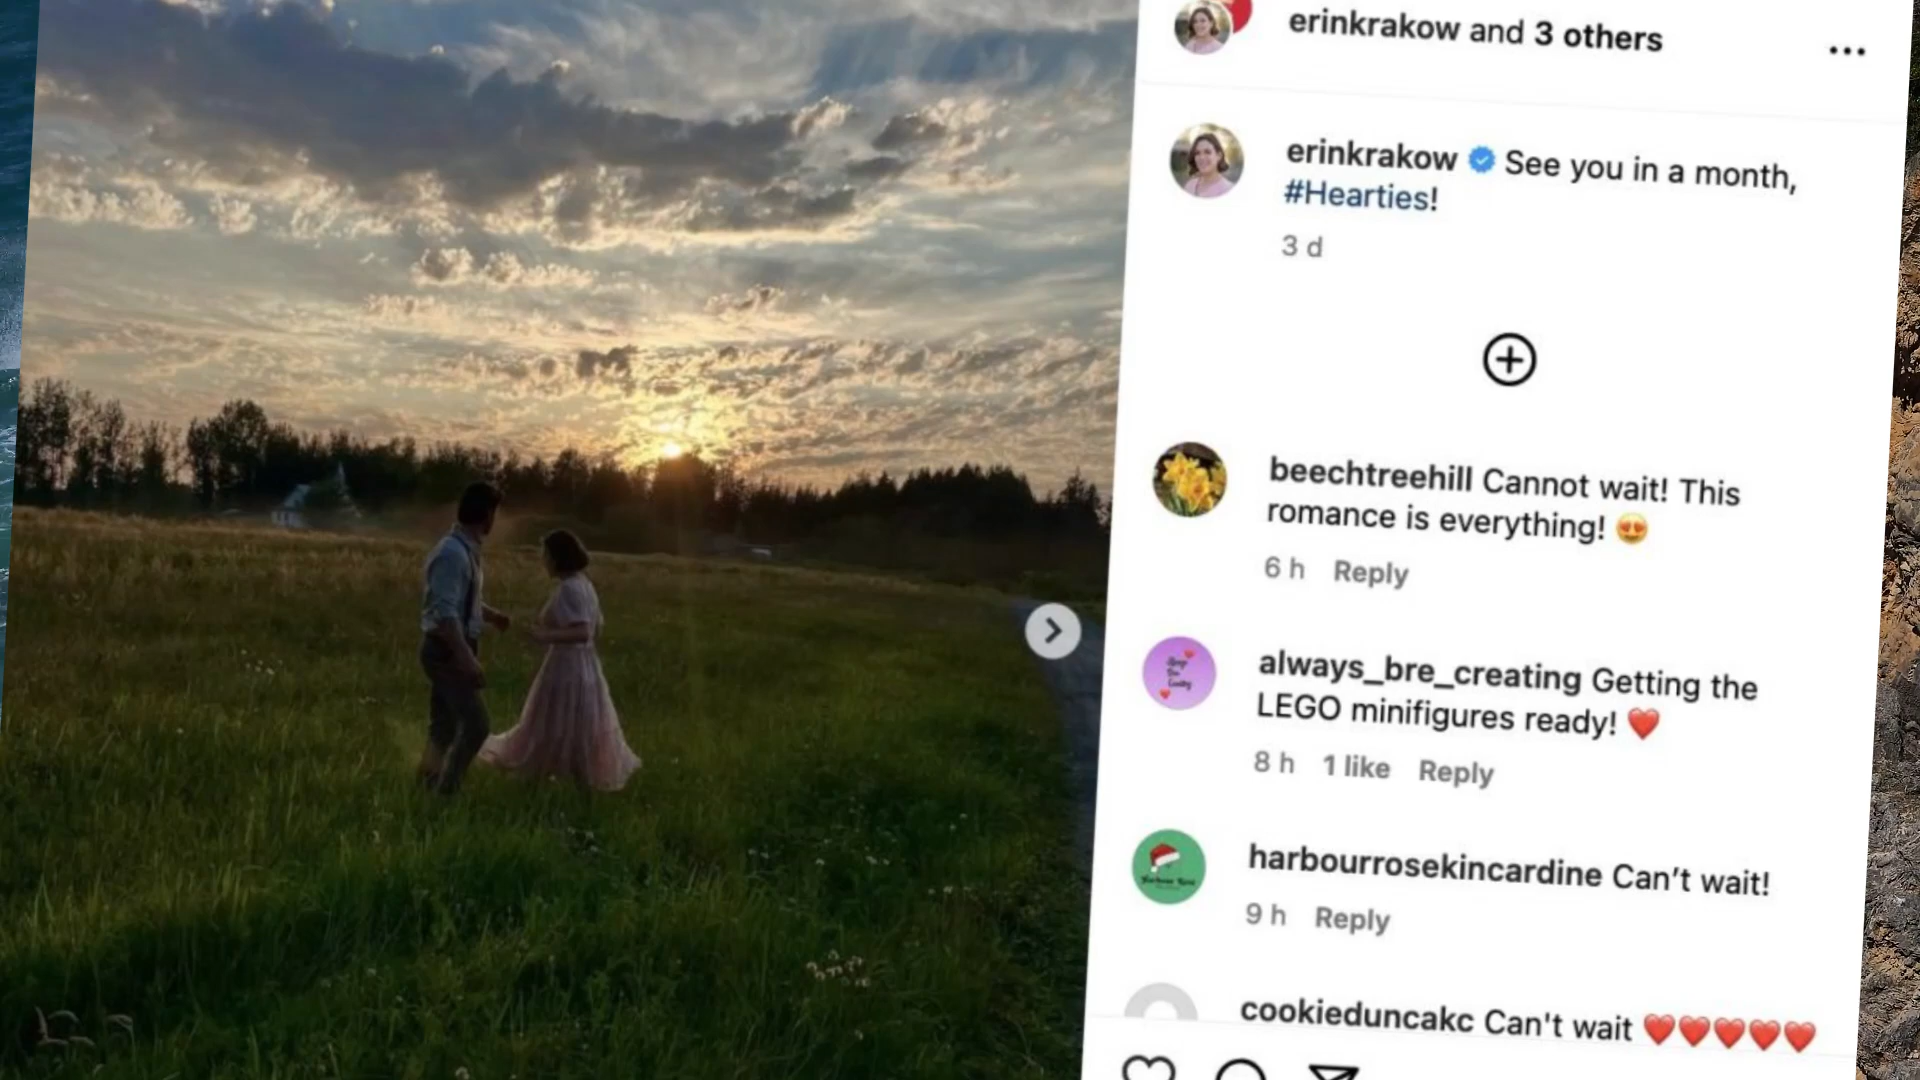 erinkrakow and 3 others
erinkrakow See you in a month,
#Hearties!
3 d
beechtreehill Cannot wait! This
romance is everything! 😍
6 h Reply
always_bre_creating Getting the
LEGO minifigures ready! ❤️
8 h 1 like Reply
harbourrosekincardine Can't wait!
9 h Reply
cookieduncakc Can't wait ❤️❤️❤️❤️❤️